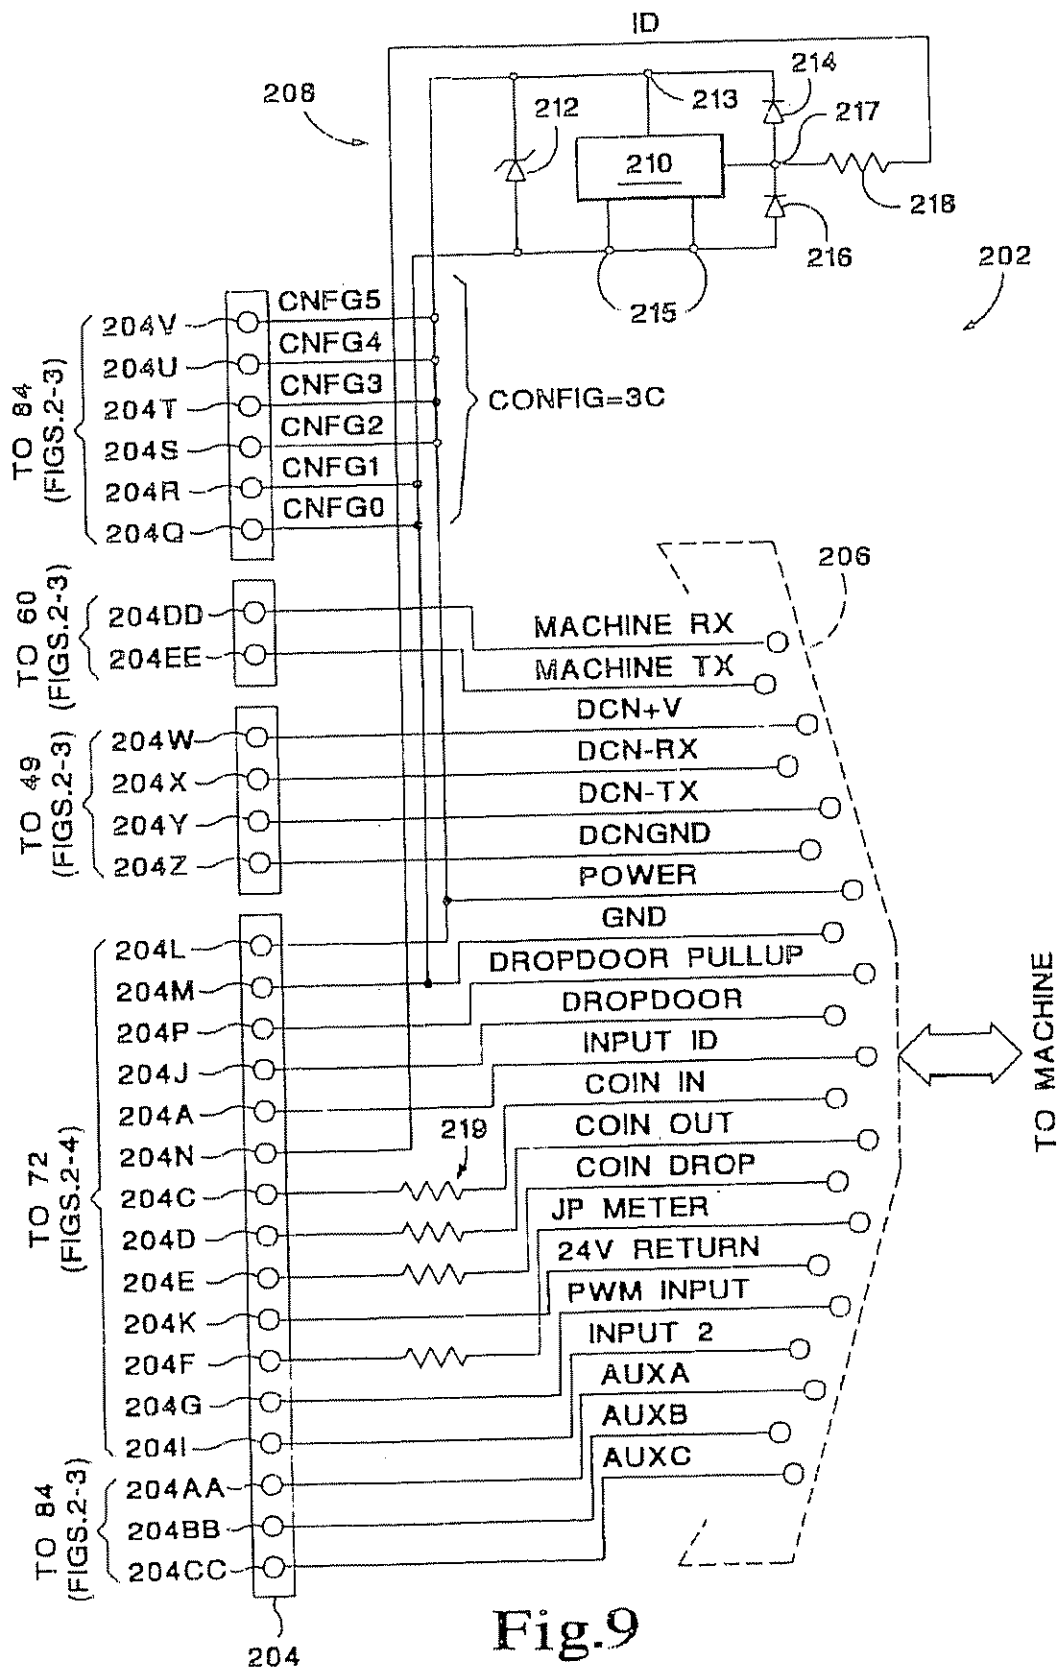 ID
208
212
213
214
217
210
218
216
215
202
204V CNFG5
204U CNFG4
204T CNFG3
204S CNFG2
204R CNFG1
204Q CNFG0
CONFIG=3C
TO 84
(FIGS.2-3)
206
204DD MACHINE RX
204EE MACHINE TX
TO 60
(FIGS.2-3)
204W DCN+V
204X DCN-RX
204Y DCN-TX
204Z DCNGND
TO 49
(FIGS.2-3)
204L POWER
204M GND
204P DROPDOOR PULLUP
204J DROPDOOR
204A INPUT ID
204N COIN IN
219
204C COIN OUT
204D COIN DROP
204E JP METER
204K 24V RETURN
204F PWM INPUT
204G INPUT 2
204I AUXA
TO 72
(FIGS.2-4)
204AA AUXB
204BB AUXC
204CC
TO 84
(FIGS.2-3)
TO MACHINE
204
Fig.9